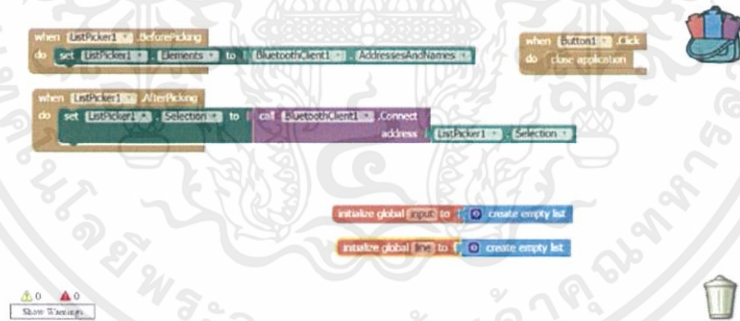 when ListPicker1 .BeforePicking
do set ListPicker1 . Elements to BluetoothClient1 . AddressesAndNames
when Button1 .Click
do close application
when ListPicker1 .AfterPicking
do set ListPicker1 . Selection to call BluetoothClient1 .Connect
address ListPicker1 . Selection
initialize global input to create empty list
initialize global line to create empty list
0 0
Show Warnings